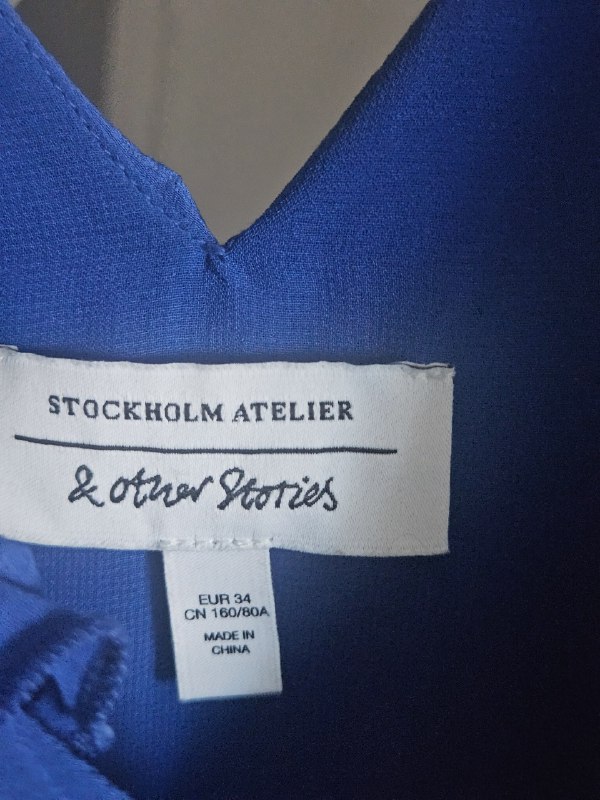 STOCKHOLM ATELIER
& other Stories
EUR 34
CN 160/80A
MADE IN
CHINA